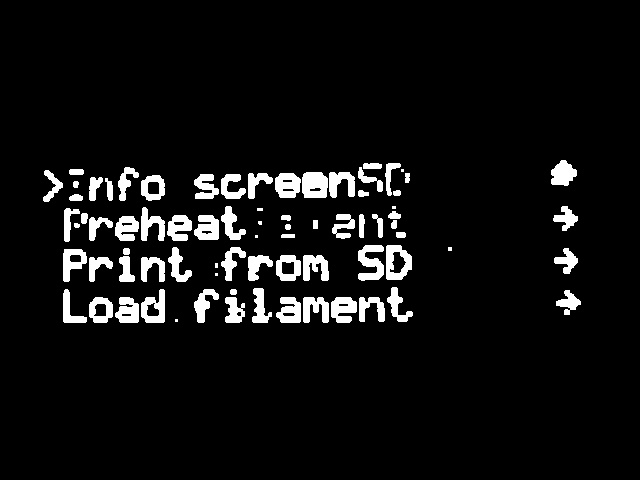 >Info screen
Preheat →
Print from SD →
Load filament →